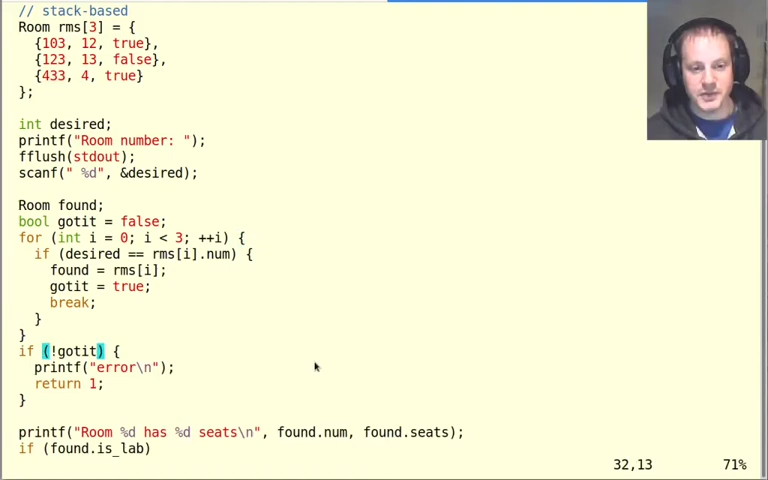 // stack-based
Room rms[3] = {
  {103, 12, true},
  {123, 13, false},
  {433, 4, true}
};
int desired;
printf("Room number: ");
fflush(stdout);
scanf(" %d", &desired);
Room found;
bool gotit = false;
for (int i = 0; i < 3; ++i) {
  if (desired == rms[i].num) {
    found = rms[i];
    gotit = true;
    break;
  }
}
if (!gotit) {
  printf("error\n");
  return 1;
}
printf("Room %d has %d seats\n", found.num, found.seats);
if (found.is_lab)
32,13 71%